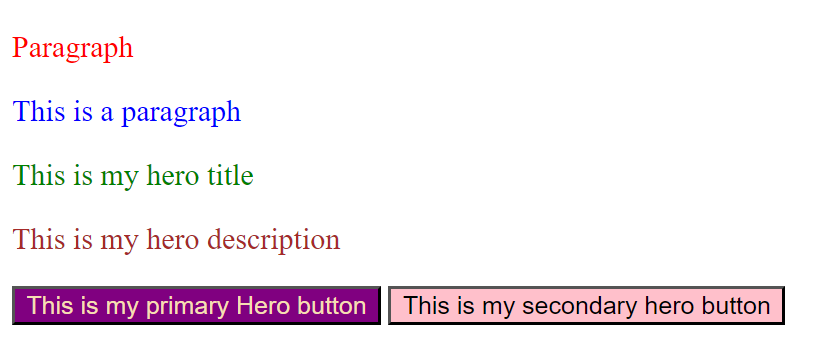 Paragraph
This is a paragraph
This is my hero title
This is my hero description
This is my primary Hero button This is my secondary hero button